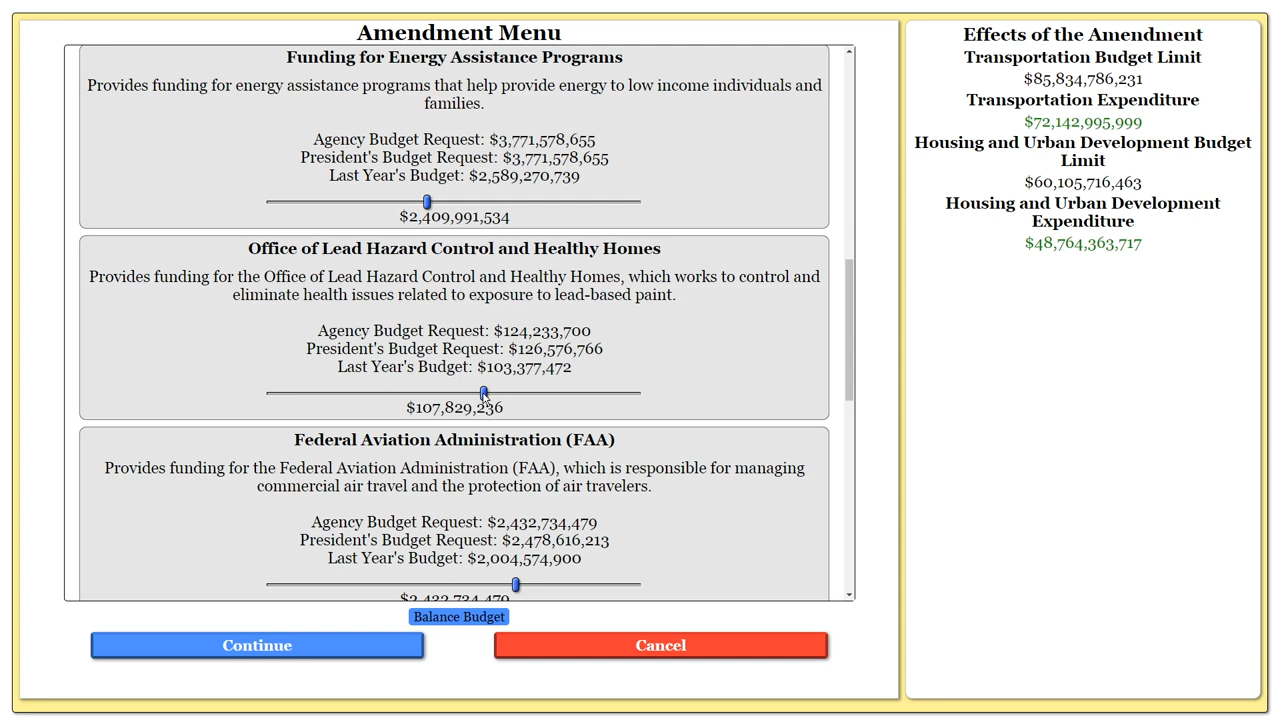 Amendment Menu
Funding for Energy Assistance Programs
Provides funding for energy assistance programs that help provide energy to low income individuals and
families.
Agency Budget Request: $3,771,578,655
President's Budget Request: $3,771,578,655
Last Year's Budget: $2,589,270,739
$2,409,991,534
Office of Lead Hazard Control and Healthy Homes
Provides funding for the Office of Lead Hazard Control and Healthy Homes, which works to control and
eliminate health issues related to exposure to lead-based paint.
Agency Budget Request: $124,233,700
President's Budget Request: $126,576,766
Last Year's Budget: $103,377,472
$107,829,236
Federal Aviation Administration (FAA)
Provides funding for the Federal Aviation Administration (FAA), which is responsible for managing
commercial air travel and the protection of air travelers.
Agency Budget Request: $2,432,734,479
President's Budget Request: $2,478,616,213
Last Year's Budget: $2,004,574,900
$2,432,734,479
Balance Budget
Continue
Cancel
Effects of the Amendment
Transportation Budget Limit
$85,834,786,231
Transportation Expenditure
$72,142,995,999
Housing and Urban Development Budget
Limit
$60,105,716,463
Housing and Urban Development
Expenditure
$48,764,363,717